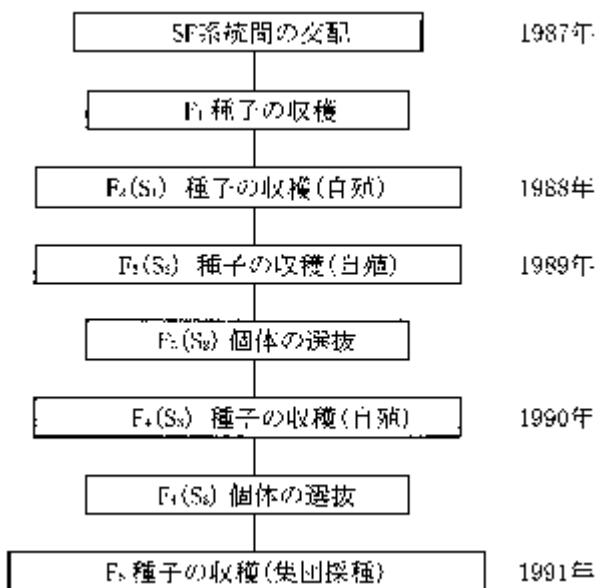 SF系統間の交配 1987年
F₁種子の収穫
F₂(S₁) 種子の収穫(自殖) 1988年
F₃(S₂) 種子の収穫(自殖) 1989年
F₃(S₂) 個体の選抜
F₄(S₃) 種子の収穫(自殖) 1990年
F₄(S₃) 個体の選抜
F₅種子の収穫(集団採種) 1991年